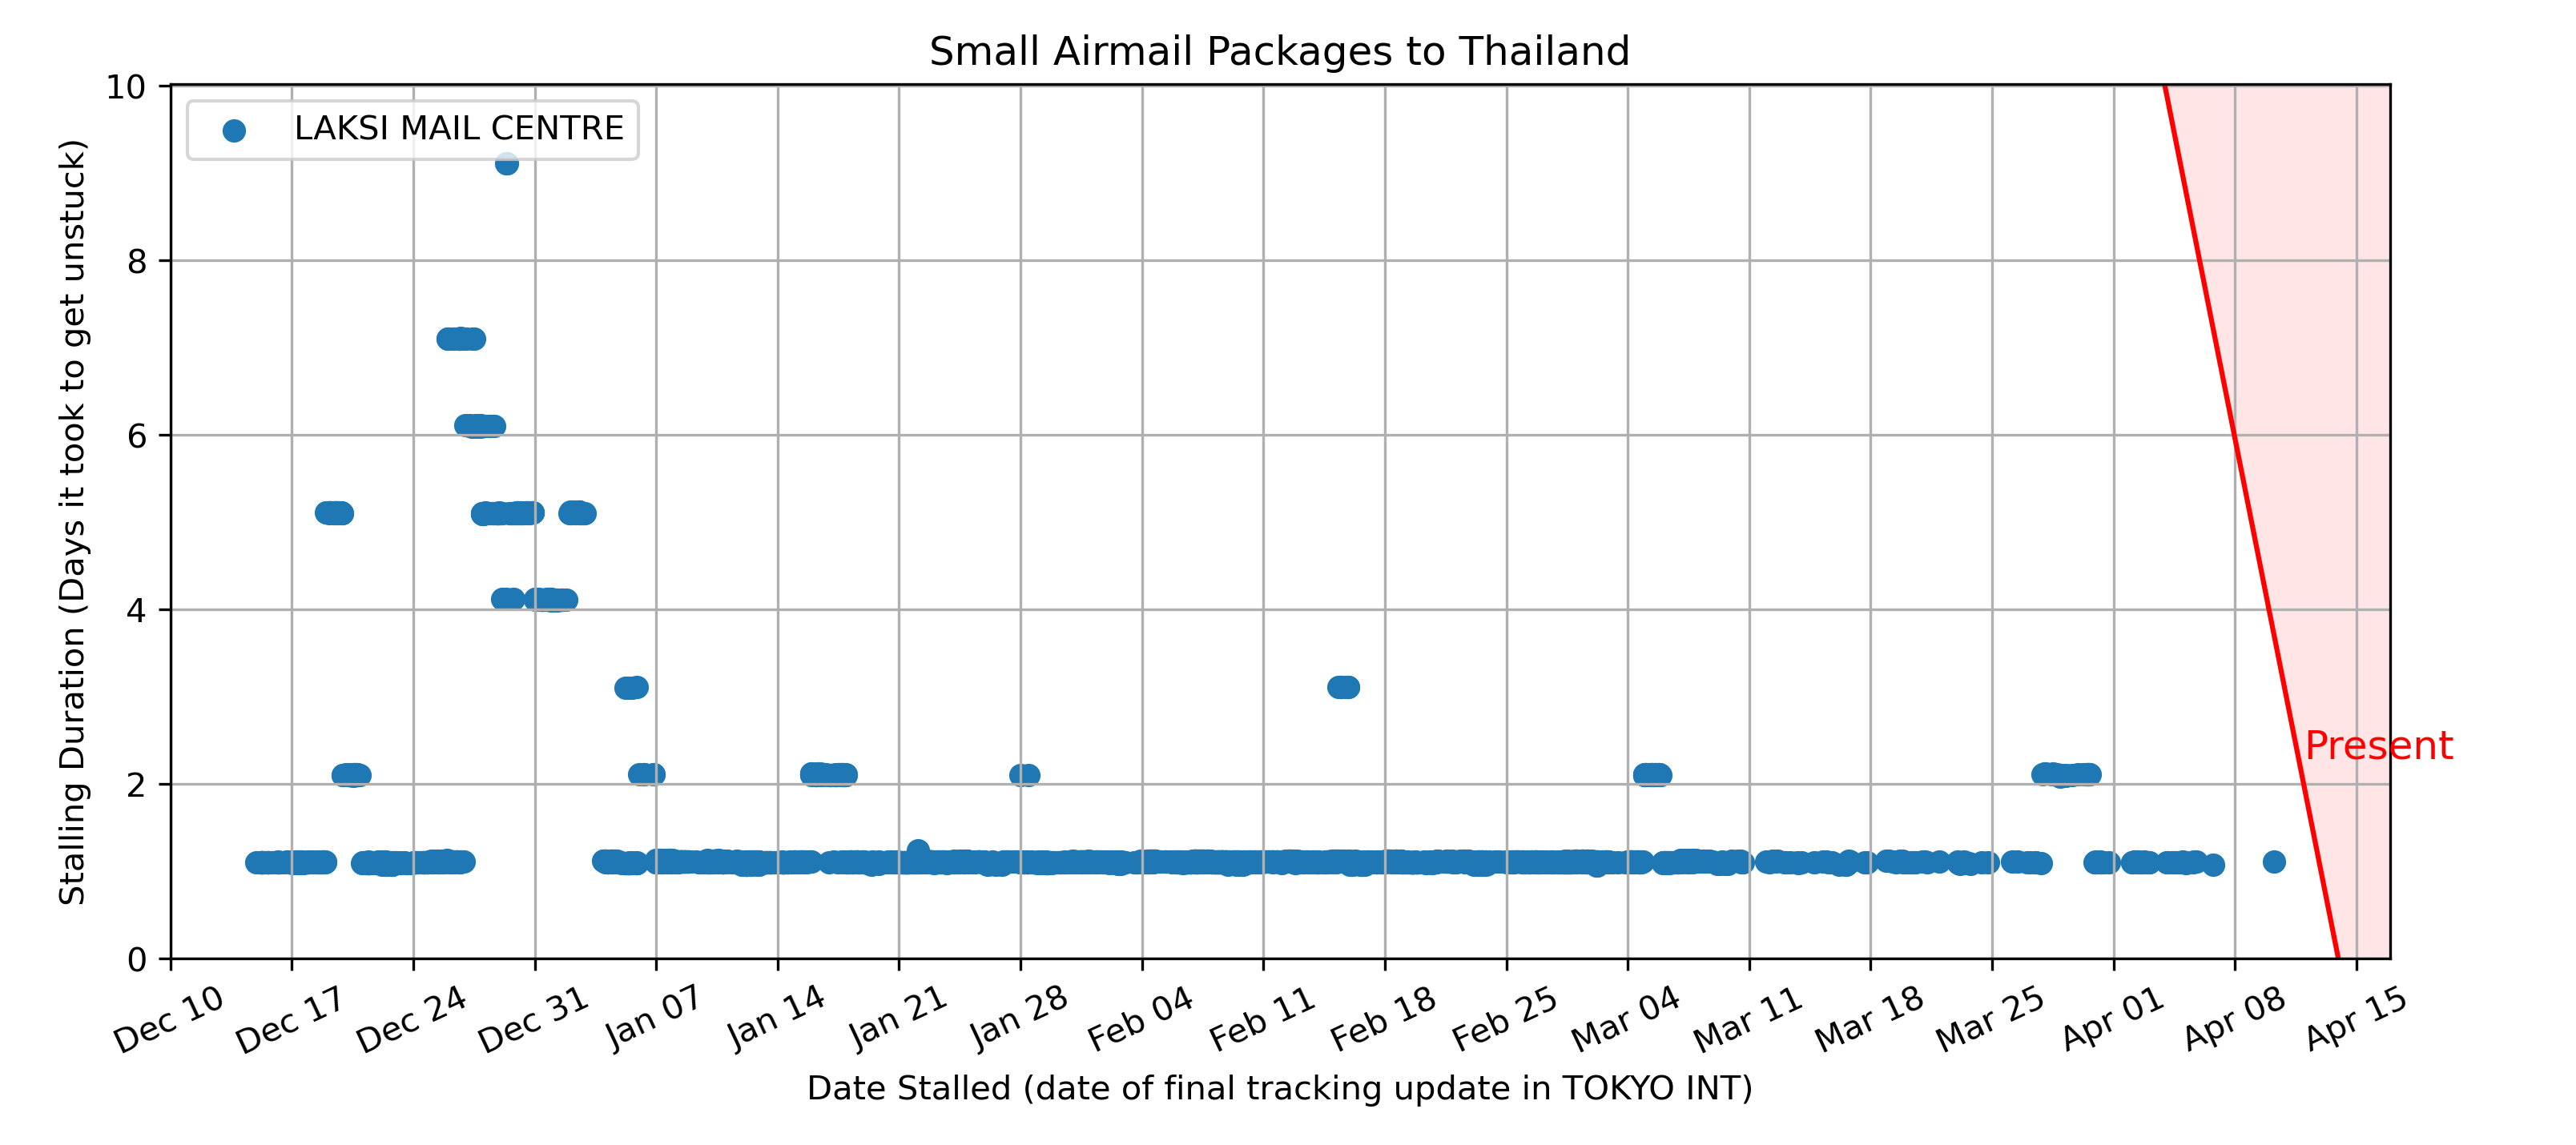 Small Airmail Packages to Thailand
LAKSI MAIL CENTRE
Stalling Duration (Days it took to get unstuck)
10
8
6
4
2
0
Present
Dec 10
Dec 17
Dec 24
Dec 31
Jan 07
Jan 14
Jan 21
Jan 28
Feb 04
Feb 11
Feb 18
Feb 25
Mar 04
Mar 11
Mar 18
Mar 25
Apr 01
Apr 08
Apr 15
Date Stalled (date of final tracking update in TOKYO INT)